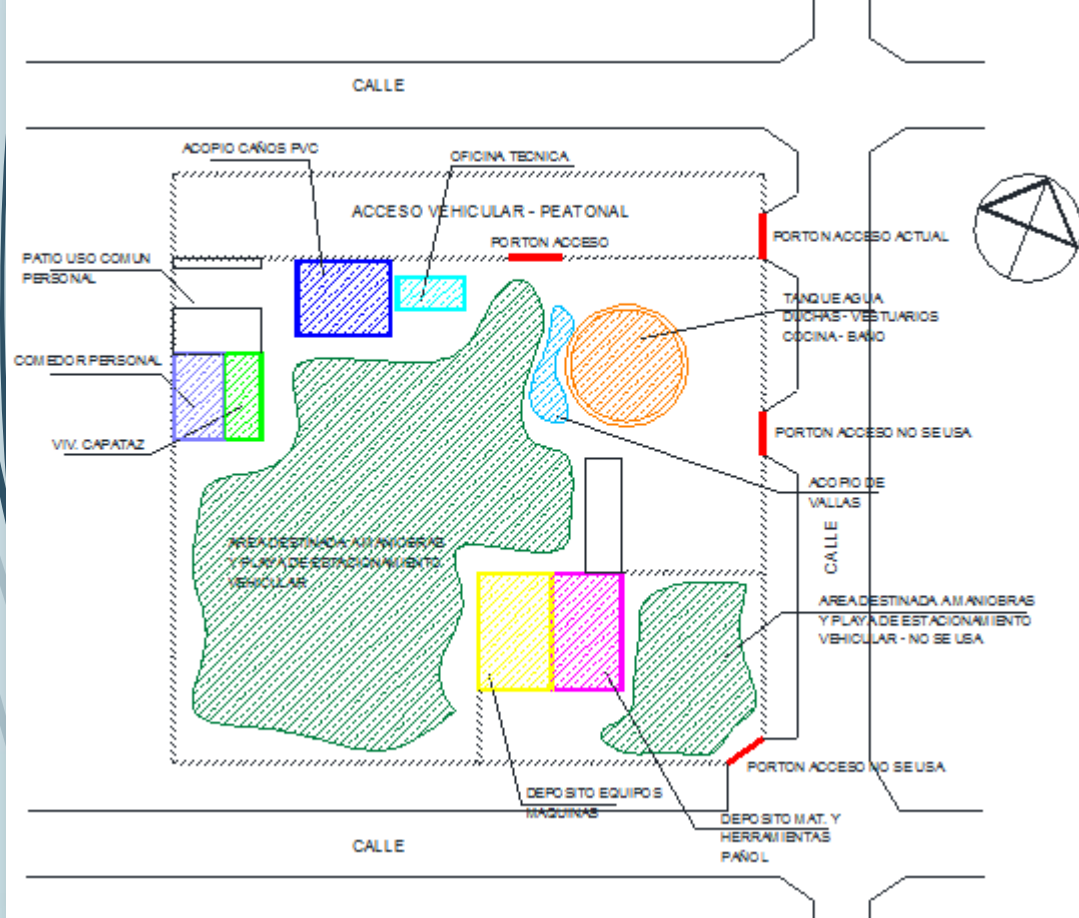 CALLE
ACOPIO CAÑOS PVC
OFICINA TECNICA
ACCESO VEHICULAR - PEATONAL
PORTON ACCESO
PORTON ACCESO ACTUAL
PATIO USO COMUN
PERSONAL
TANQUE AGUA
DUCHAS - VESTUARIOS
COCINA - BAÑO
COMEDOR PERSONAL
VIV. CAPATAZ
PORTON ACCESO NO SE USA
ACOPIO DE
VALLAS
CALLE
AREA DESTINADA A MANIOBRAS
Y PLAYA DE ESTACIONAMIENTO
VEHICULAR
AREA DESTINADA A MANIOBRAS
Y PLAYA DE ESTACIONAMIENTO
VEHICULAR - NO SE USA
PORTON ACCESO NO SE USA
DEPOSITO EQUIPOS
MAQUINAS
DEPOSITO MAT. Y
HERRAMIENTAS
PAÑOL
CALLE